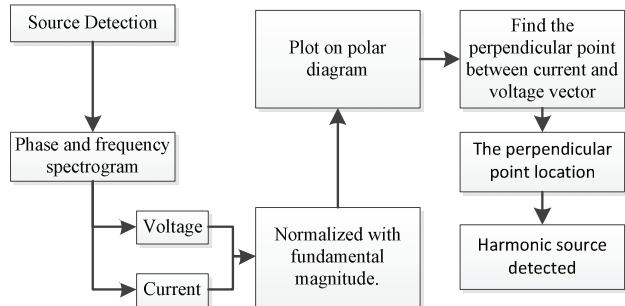 Source Detection
Phase and frequency
spectrogram
Voltage
Current
Normalized with
fundamental
magnitude.
Plot on polar
diagram
Find the
perpendicular point
between current and
voltage vector
The perpendicular
point location
Harmonic source
detected